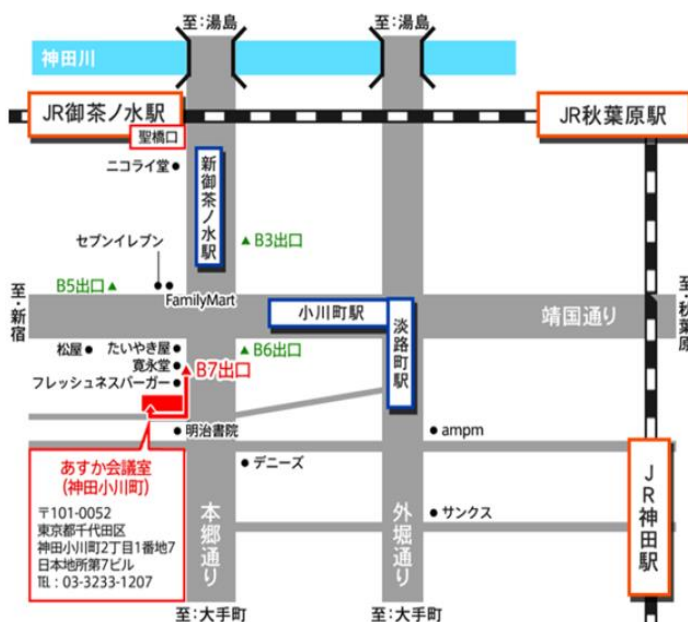 至:湯島
至:湯島
神田川
JR御茶ノ水駅
JR秋葉原駅
聖橋口
ニコライ堂
新御茶ノ水駅
セブンイレブン
▲B3出口
B5出口▲
FamilyMart
至・新宿
小川町駅
淡路町駅
靖国通り
至・秋葉原
松屋
たいやき屋
▲B6出口
寛永堂
B7出口
フレッシュネスバーガー
明治書院
ampm
あすか会議室
(神田小川町)
デニーズ
〒101-0052
東京都千代田区
神田小川町2丁目1番地7
日本地所第7ビル
TEL : 03-3233-1207
本郷通り
外堀通り
サンクス
JR神田駅
至:大手町
至:大手町